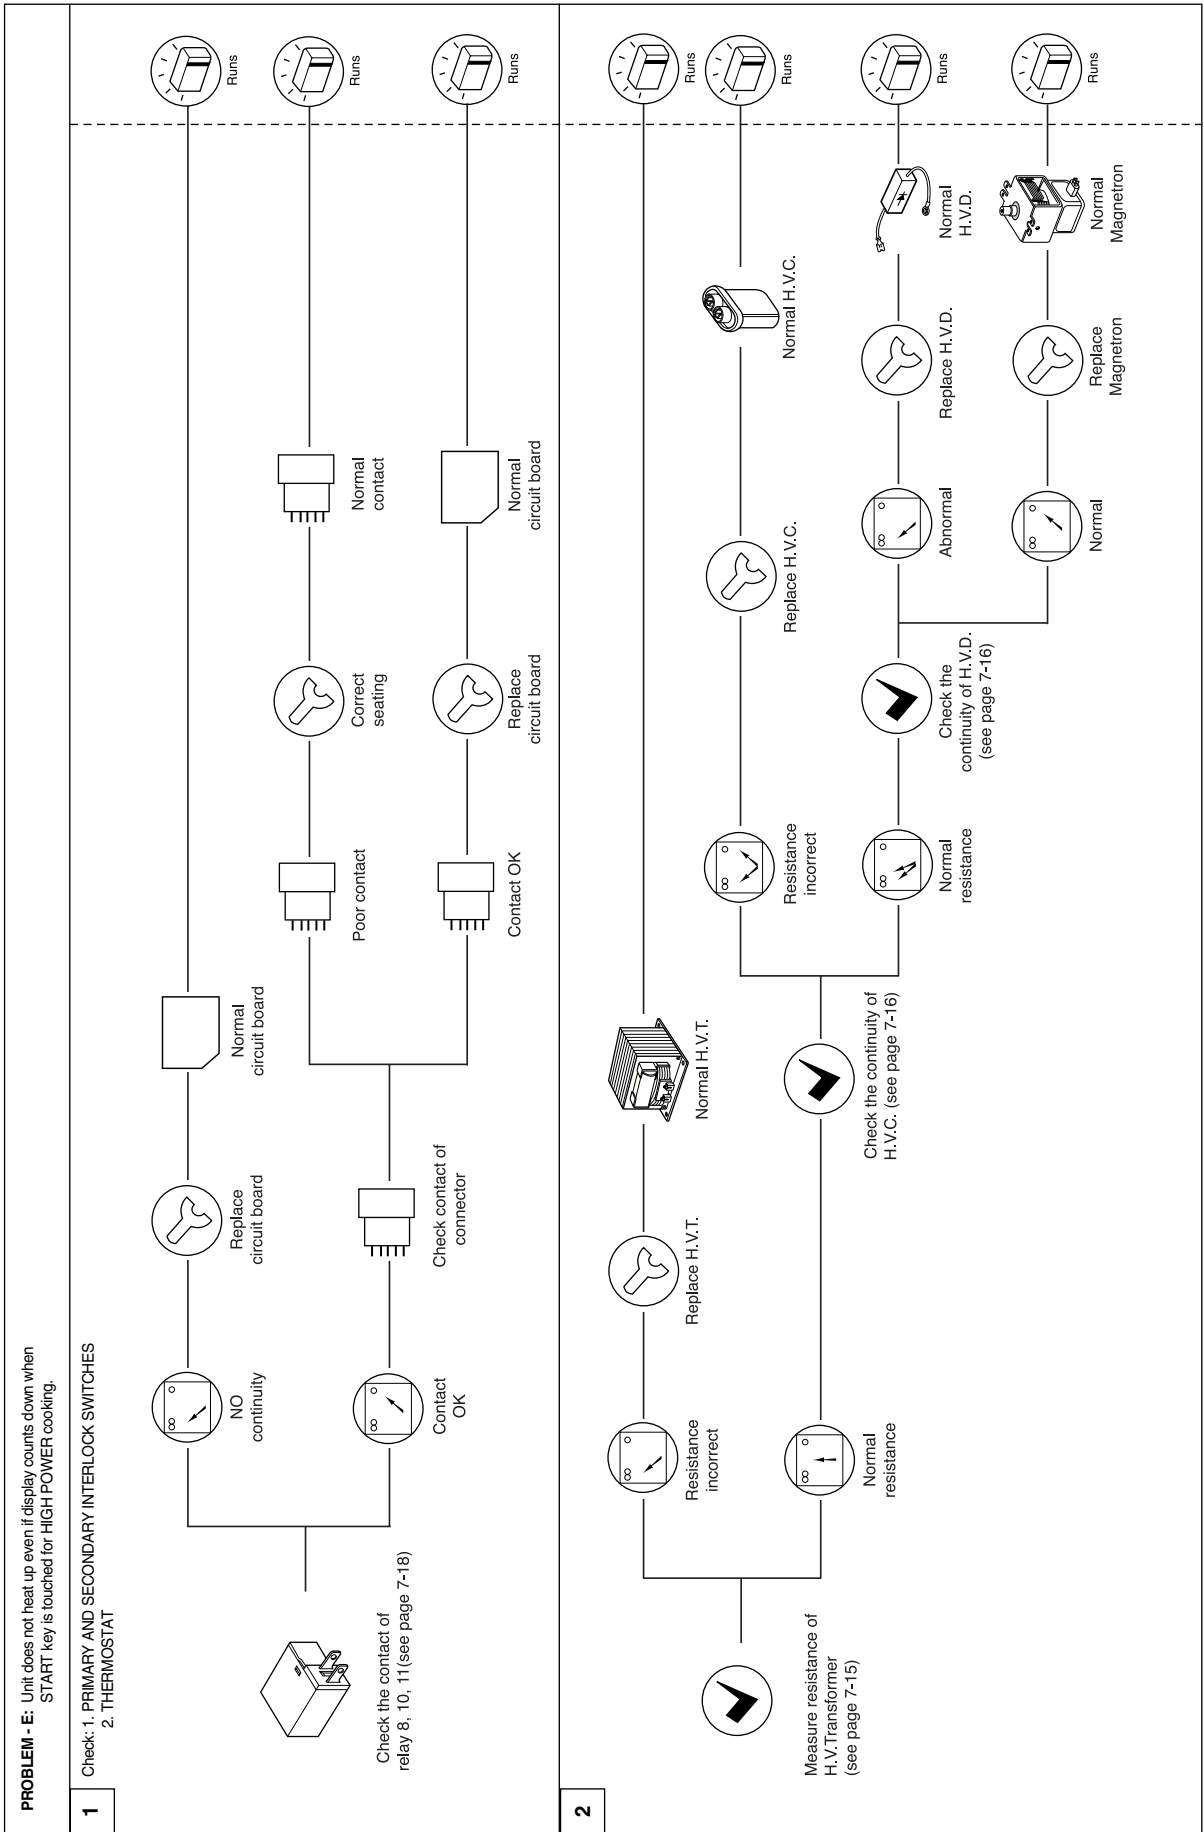 PROBLEM - E: Unit does not heat up even if display counts down when
START key is touched for HIGH POWER cooking.
1
Check: 1. PRIMARY AND SECONDARY INTERLOCK SWITCHES
2. THERMOSTAT
Check the contact of
relay 8, 10, 11(see page 7-18)
NO
continuity
Replace
circuit board
Normal
circuit board
Runs
Contact
OK
Check contact of
connector
Poor contact
Correct
seating
Normal
contact
Runs
Contact OK
Replace
circuit board
Normal
circuit board
Runs
2
Measure resistance of
H.V.Transformer
(see page 7-15)
Resistance
incorrect
Replace H.V.T.
Normal H.V.T.
Runs
Normal
resistance
Check the continuity of
H.V.C. (see page 7-16)
Resistance
incorrect
Replace H.V.C.
Normal H.V.C.
Runs
Normal
resistance
Check the
continuity of H.V.D.
(see page 7-16)
Abnormal
Replace H.V.D.
Normal
H.V.D.
Runs
Normal
Replace
Magnetron
Normal
Magnetron
Runs